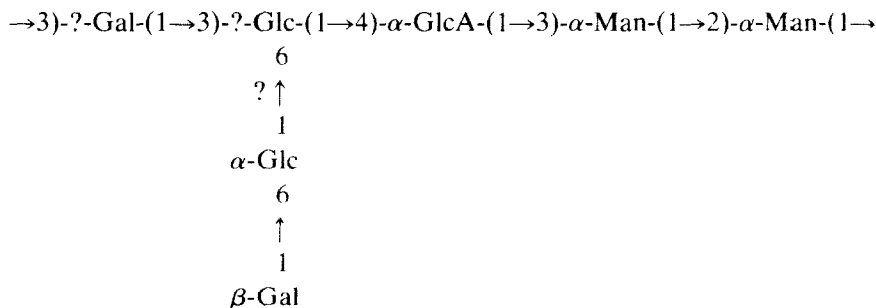 →3)-?-Gal-(1→3)-?-Glc-(1→4)-α-GlcA-(1→3)-α-Man-(1→2)-α-Man-(1→
6
? ↑
1
α-Glc
6
↑
1
β-Gal